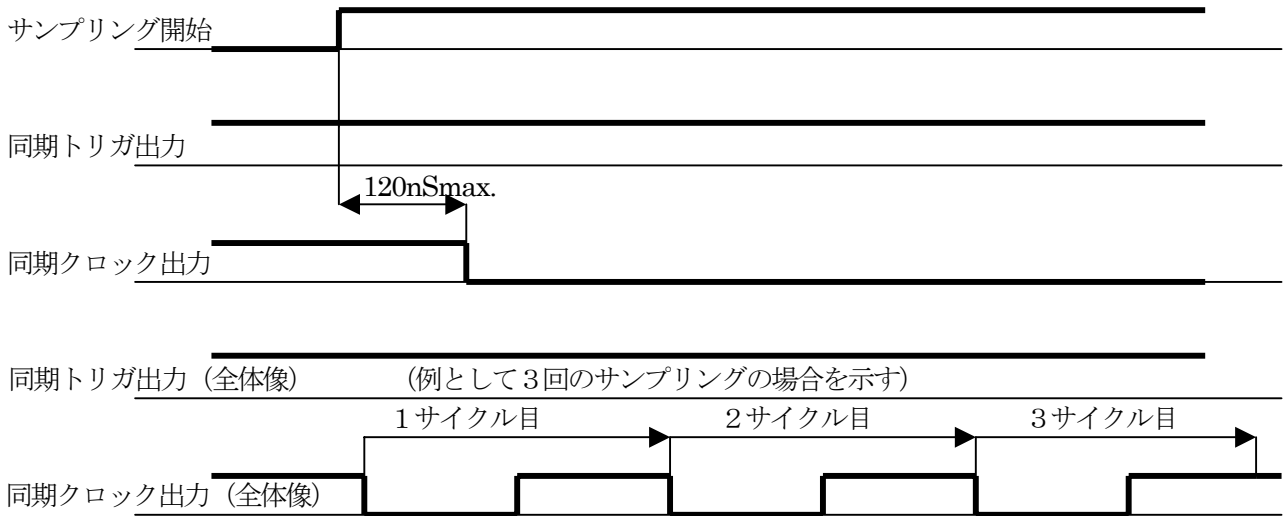 サンプリング開始
同期トリガ出力
120nSmax.
同期クロック出力
同期トリガ出力（全体像）　（例として３回のサンプリングの場合を示す）
１サイクル目　２サイクル目　３サイクル目
同期クロック出力（全体像）